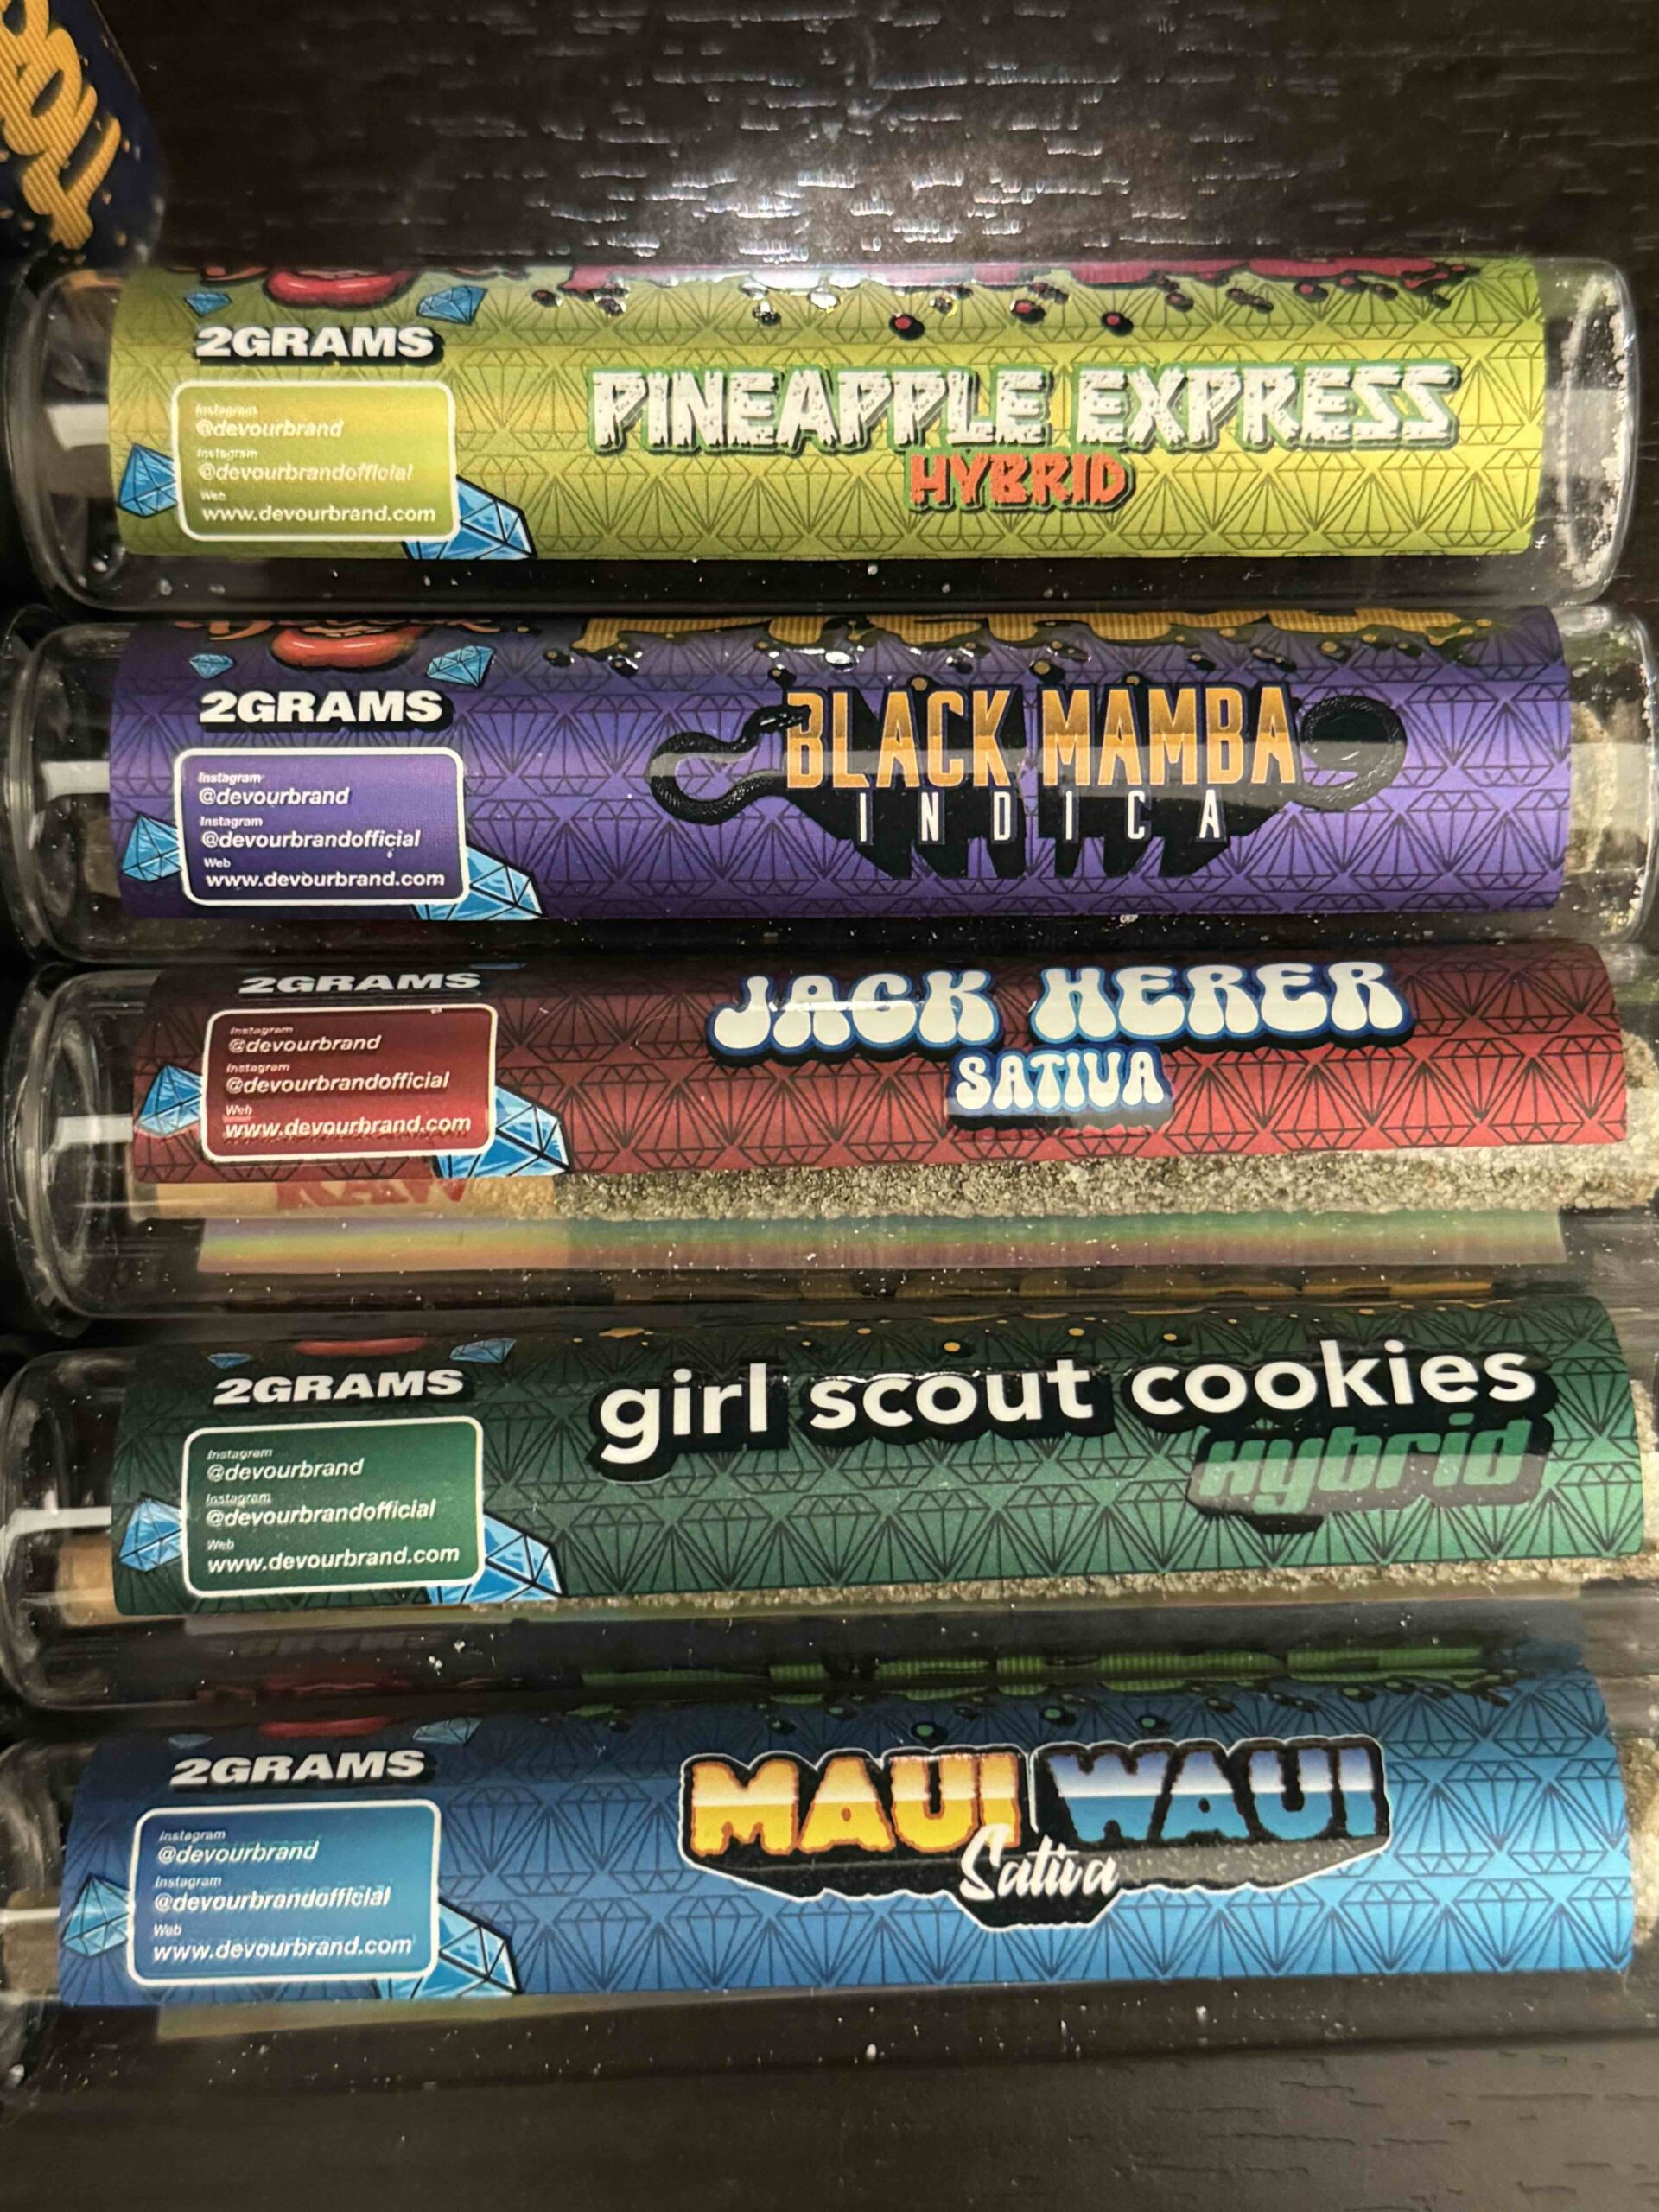 2GRAMS
Instagram
@devourbrand
Instagram
@devourbrandofficial
Web
www.devourbrand.com
PINEAPPLE EXPRESS
HYBRID
2GRAMS
Instagram
@devourbrand
Instagram
@devourbrandofficial
Web
www.devourbrand.com
BLACK MAMBA
INDICA
2GRAMS
Instagram
@devourbrand
Instagram
@devourbrandofficial
Web
www.devourbrand.com
JACK HERER
SATIVA
RAW
2GRAMS
Instagram
@devourbrand
Instagram
@devourbrandofficial
Web
www.devourbrand.com
girl scout cookies
Hybrid
2GRAMS
Instagram
@devourbrand
Instagram
@devourbrandofficial
Web
www.devourbrand.com
MAUI WAUI
Sativa